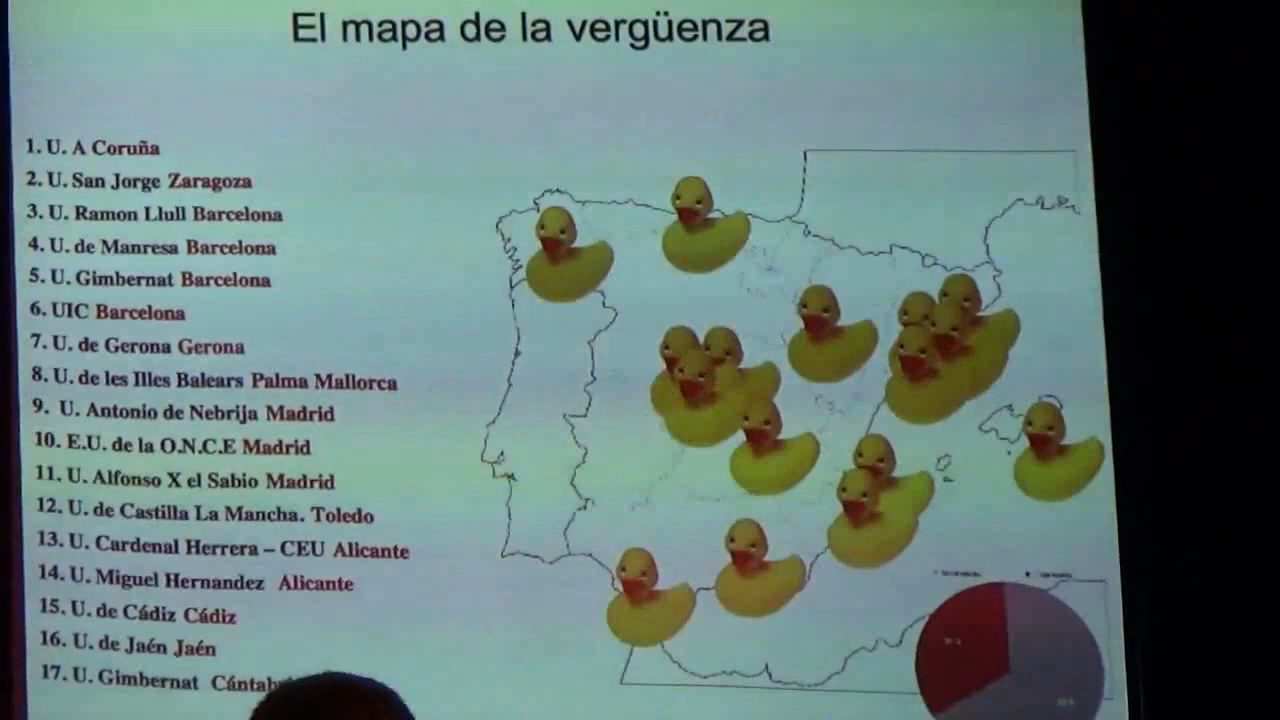 El mapa de la vergüenza
1. U. A Coruña
2. U. San Jorge Zaragoza
3. U. Ramon Llull Barcelona
4. U. de Manresa Barcelona
5. U. Gimbernat Barcelona
6. UIC Barcelona
7. U. de Gerona Gerona
8. U. de les Illes Balears Palma Mallorca
9. U. Antonio de Nebrija Madrid
10. E.U. de la O.N.C.E Madrid
11. U. Alfonso X el Sabio Madrid
12. U. de Castilla La Mancha. Toledo
13. U. Cardenal Herrera – CEU Alicante
14. U. Miguel Hernandez Alicante
15. U. de Cádiz Cádiz
16. U. de Jaén Jaén
17. U. Gimbernat